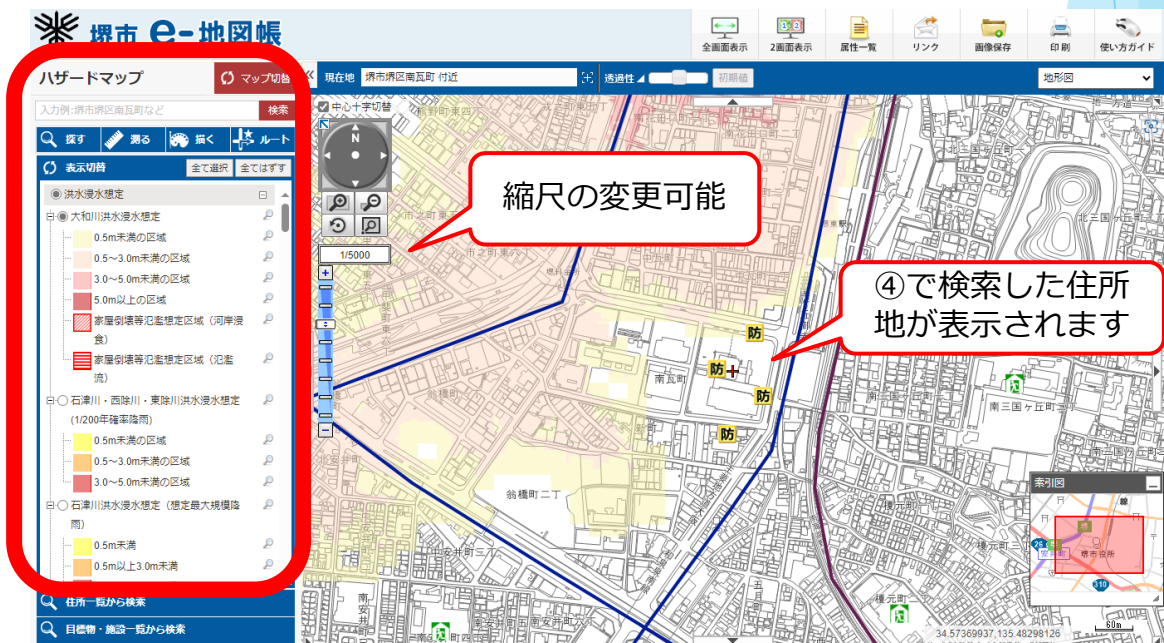 堺市 e-地図帳
全画面表示
2画面表示
属性一覧
リンク
画像保存
印刷
使い方ガイド
ハザードマップ
マップ切替
現在地 堺市堺区南瓦町 付近
透過性
初期値
地形図
入力例:堺市堺区南瓦町など
検索
中心十字切替
探す
測る
描く
ルート
表示切替
全て選択
全てはずす
洪水浸水想定
大和川洪水浸水想定
0.5m未満の区域
0.5～3.0m未満の区域
3.0～5.0m未満の区域
5.0m以上の区域
家屋倒壊等氾濫想定区域（河岸浸
食）
家屋倒壊等氾濫想定区域（氾濫
流）
石津川・西除川・東除川洪水浸水想定
(1/200年確率降雨)
0.5m未満の区域
0.5～3.0m未満の区域
3.0～5.0m未満の区域
石津川洪水浸水想定（想定最大規模降
雨）
0.5m未満
0.5m以上3.0m未満
住所一覧から検索
目標物・施設一覧から検索
N
1/5000
縮尺の変更可能
④で検索した住所
地が表示されます
北三国ヶ丘町
防
防
防
防
南瓦町
南三国ヶ丘町
翁橋町
翁橋町二丁
榎元町
索引図
26
堺市役所
310
60m
34.57369937,135.48298126